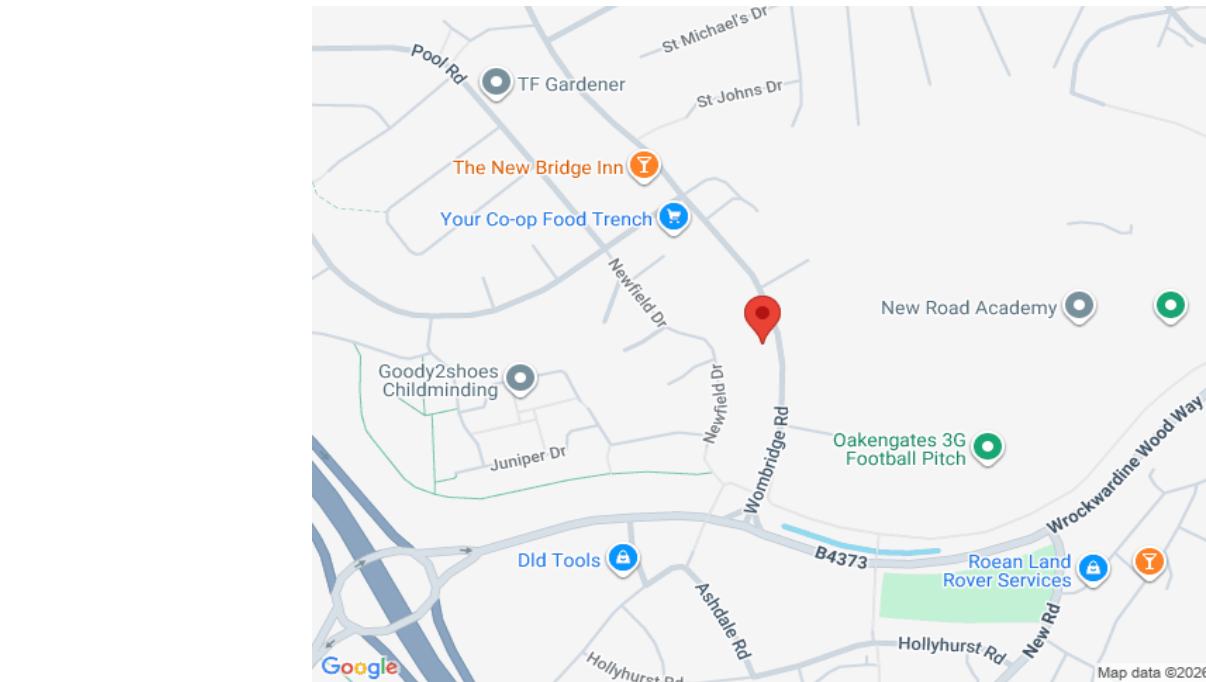 St Michael's Dr
Pool Rd
TF Gardener
St Johns Dr
The New Bridge Inn
Your Co-op Food Trench
Newfield Dr
New Road Academy
Goody2shoes
Childminding
Newfield Dr
Wombridge Rd
Oakengates 3G
Football Pitch
Wrockwardine Wood Way
Juniper Dr
B4373
Dld Tools
Roean Land
Rover Services
Ashdale Rd
New Rd
Hollyhurst Rd
Hollyhurst Rd
Google
Map data ©2026